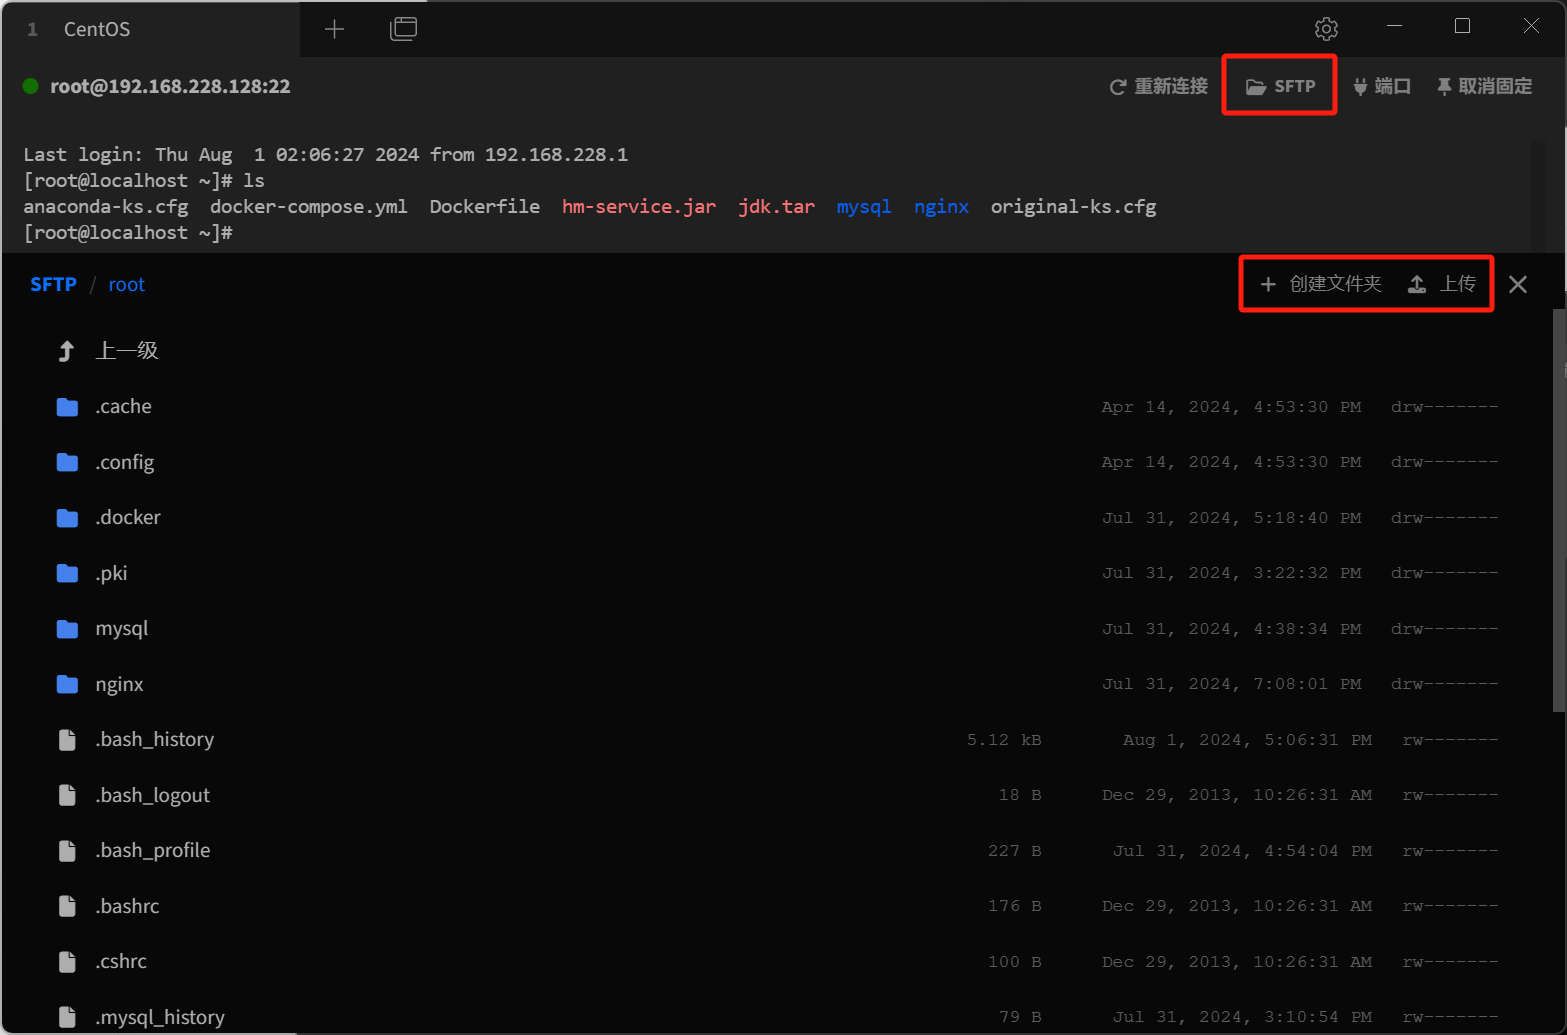 1 CentOS
root@192.168.228.128:22 重新连接 SFTP 端口 取消固定
Last login: Thu Aug  1 02:06:27 2024 from 192.168.228.1
[root@localhost ~]# ls
anaconda-ks.cfg  docker-compose.yml  Dockerfile  hm-service.jar  jdk.tar  mysql  nginx  original-ks.cfg
[root@localhost ~]#
SFTP / root + 创建文件夹 上传
上一级
.cache Apr 14, 2024, 4:53:30 PM drw-------
.config Apr 14, 2024, 4:53:30 PM drw-------
.docker Jul 31, 2024, 5:18:40 PM drw-------
.pki Jul 31, 2024, 3:22:32 PM drw-------
mysql Jul 31, 2024, 4:38:34 PM drw-------
nginx Jul 31, 2024, 7:08:01 PM drw-------
.bash_history 5.12 kB Aug 1, 2024, 5:06:31 PM rw-------
.bash_logout 18 B Dec 29, 2013, 10:26:31 AM rw-------
.bash_profile 227 B Jul 31, 2024, 4:54:04 PM rw-------
.bashrc 176 B Dec 29, 2013, 10:26:31 AM rw-------
.cshrc 100 B Dec 29, 2013, 10:26:31 AM rw-------
.mysql_history 79 B Jul 31, 2024, 3:10:54 PM rw-------